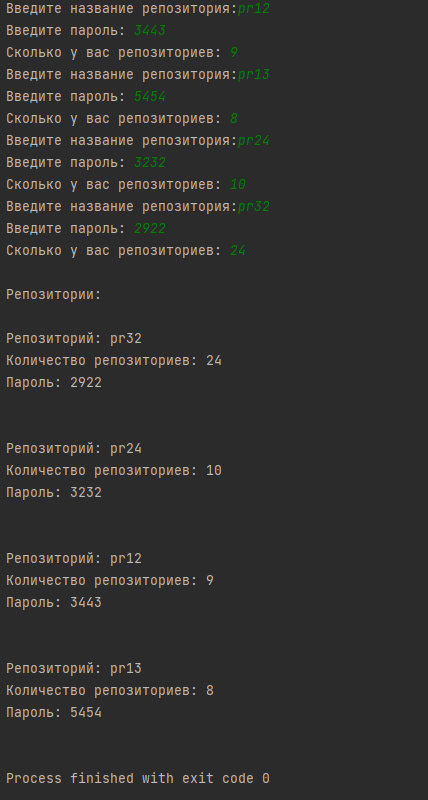 Введите название репозитория:pr12
Введите пароль: 3443
Сколько у вас репозиториев: 9
Введите название репозитория:pr13
Введите пароль: 5454
Сколько у вас репозиториев: 8
Введите название репозитория:pr24
Введите пароль: 3232
Сколько у вас репозиториев: 10
Введите название репозитория:pr32
Введите пароль: 2922
Сколько у вас репозиториев: 24
Репозитории:
Репозиторий: pr32
Количество репозиториев: 24
Пароль: 2922
Репозиторий: pr24
Количество репозиториев: 10
Пароль: 3232
Репозиторий: pr12
Количество репозиториев: 9
Пароль: 3443
Репозиторий: pr13
Количество репозиториев: 8
Пароль: 5454
Process finished with exit code 0